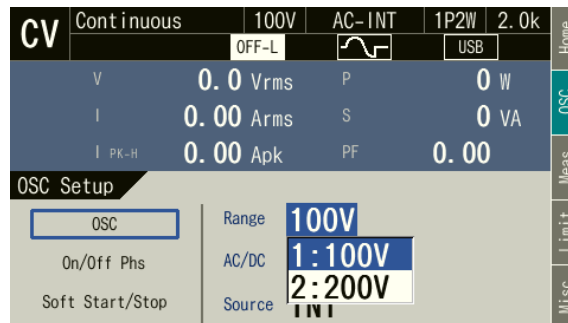 CV Continuous 100V AC-INT 1P2W 2.0k
OFF-L USB
V 0.0 Vrms P 0 W
I 0.00 Arms S 0 VA
I PK-H 0.00 Apk PF 0.00
OSC Setup
OSC Range 100V
On/Off Phs AC/DC 1:100V
2:200V
Soft Start/Stop Source INT
Home
OSC
Meas
Limit
Misc